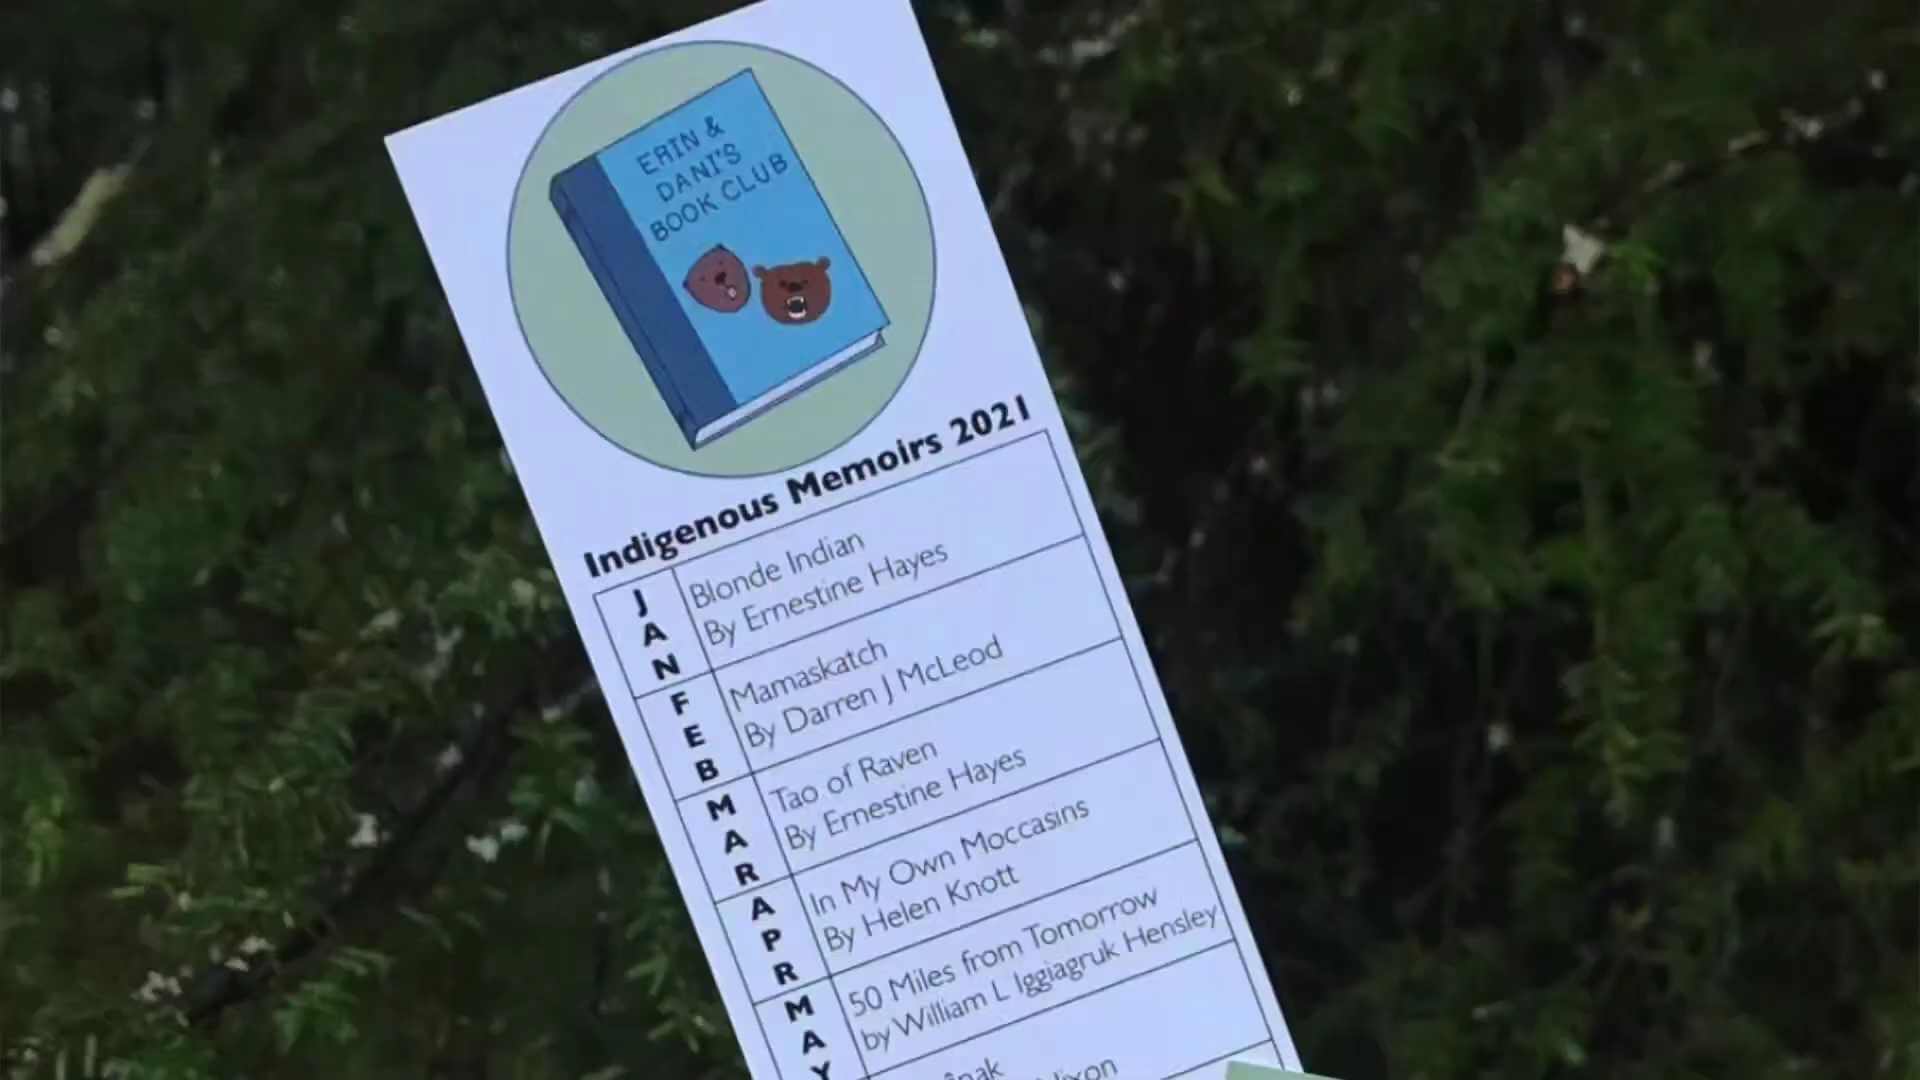 ERIN &
DANI'S
BOOK CLUB
Indigenous Memoirs 2021
JAN
Blonde Indian
By Ernestine Hayes
FEB
Mamaskatch
By Darren J McLeod
MAR
Tao of Raven
By Ernestine Hayes
APR
In My Own Moccasins
By Helen Knott
MAY
50 Miles from Tomorrow
by William L Iggiagruk Hensley